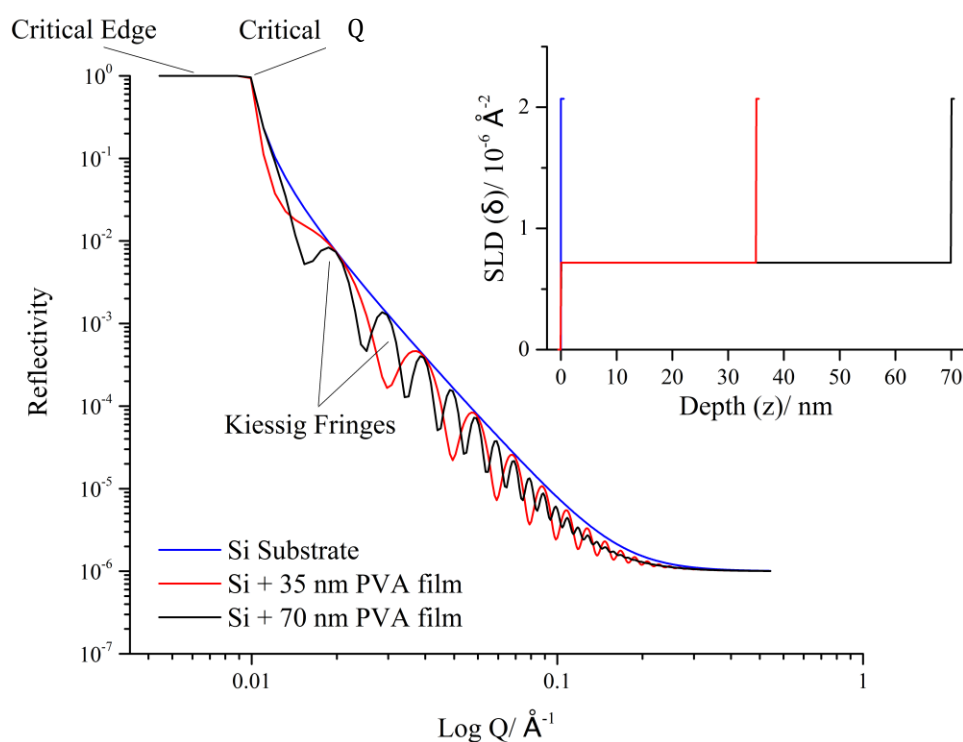 Critical Edge
Critical Q
10⁰
10⁻¹
10⁻²
10⁻³
10⁻⁴
10⁻⁵
10⁻⁶
10⁻⁷
Reflectivity
Kiessig Fringes
Si Substrate
Si + 35 nm PVA film
Si + 70 nm PVA film
0.01 0.1 1
Log Q/ Å⁻¹
SLD (δ)/ 10⁻⁶ Å⁻²
2
1
0
0 10 20 30 40 50 60 70
Depth (z)/ nm